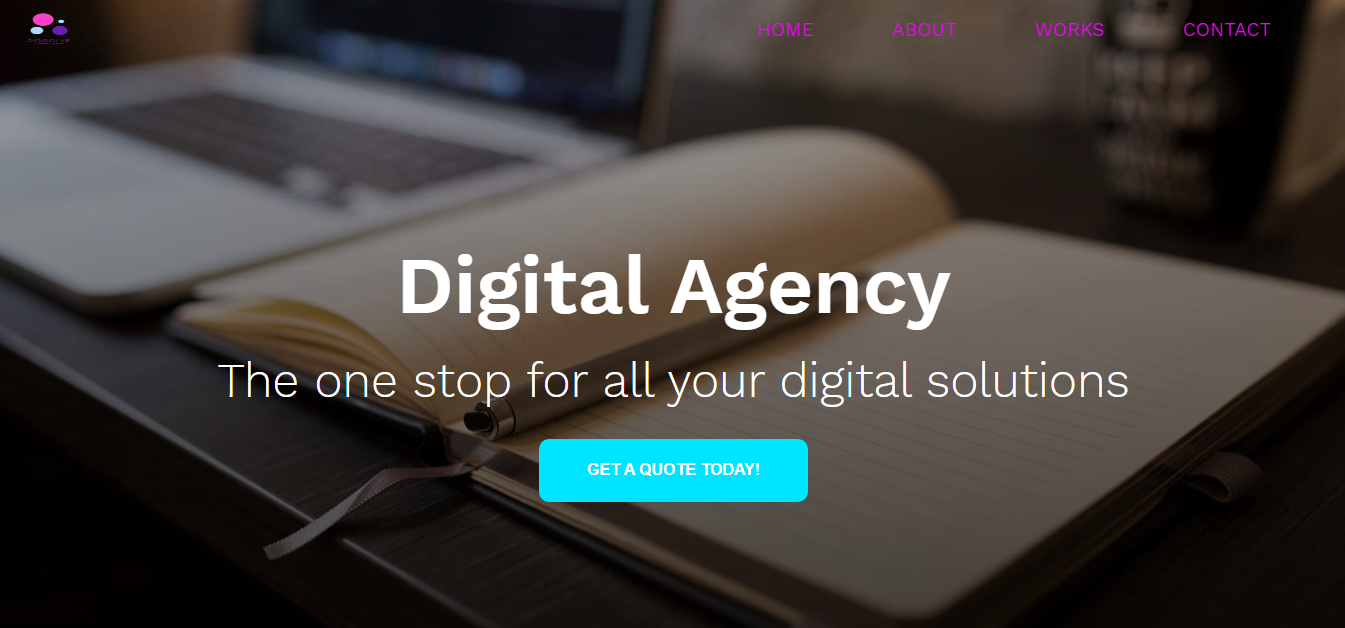 HOME ABOUT WORKS CONTACT
Digital Agency
The one stop for all your digital solutions
GET A QUOTE TODAY!